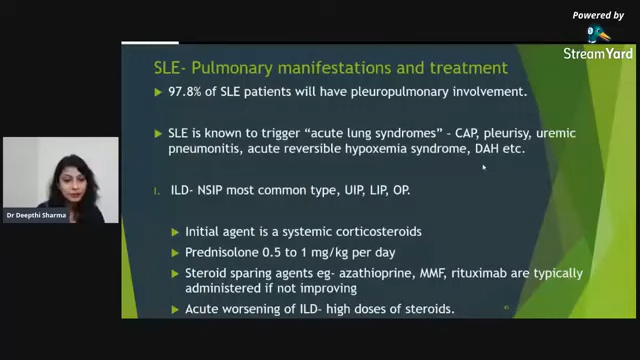 Powered by
StreamYard
SLE- Pulmonary manifestations and treatment
97.8% of SLE patients will have pleuropulmonary involvement.
SLE is known to trigger "acute lung syndromes" - CAP, pleurisy, uremic
pneumonitis, acute reversible hypoxemia syndrome, DAH etc.
I. ILD- NSIP most common type, UIP, LIP, OP.
Initial agent is a systemic corticosteroids
Prednisolone 0.5 to 1 mg/kg per day
Steroid sparing agents eg- azathioprine, MMF, rituximab are typically
administered if not improving
Acute worsening of ILD- high doses of steroids.
Dr Deepthi Sharma